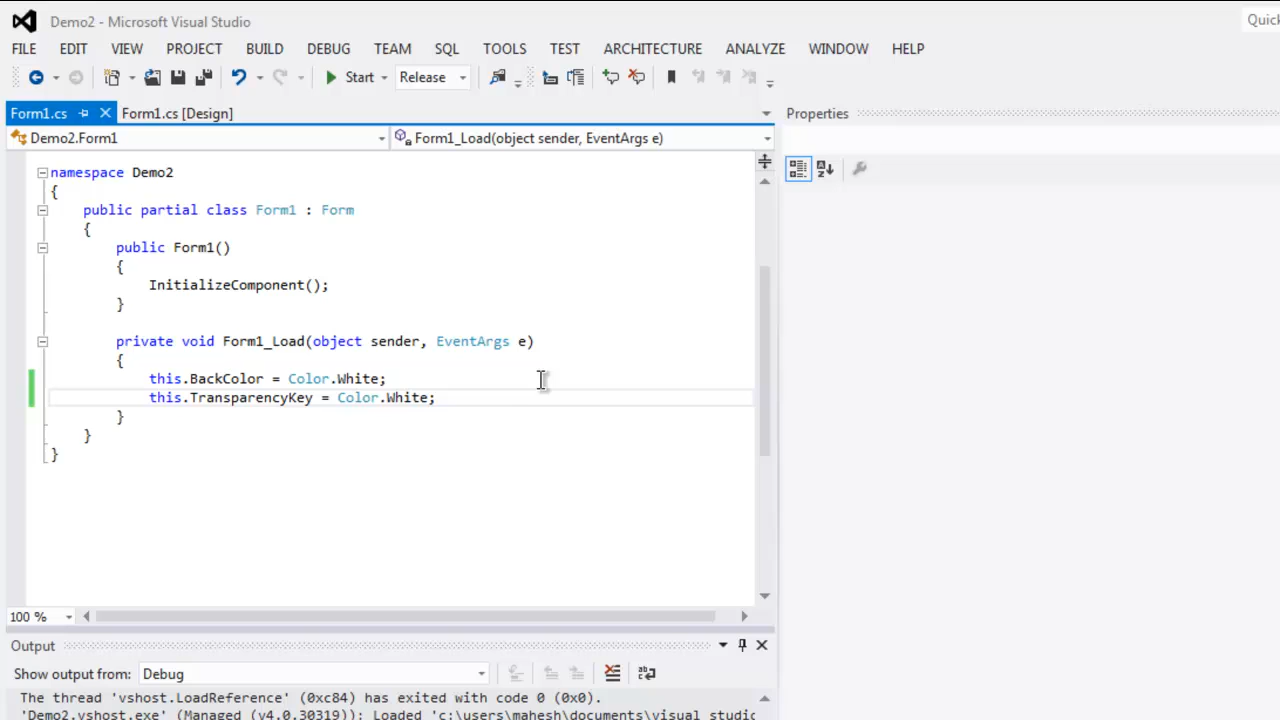 Demo2 - Microsoft Visual Studio
Quick
FILE EDIT VIEW PROJECT BUILD DEBUG TEAM SQL TOOLS TEST ARCHITECTURE ANALYZE WINDOW HELP
Start Release
Form1.cs Form1.cs [Design] Properties
Demo2.Form1 Form1_Load(object sender, EventArgs e)
namespace Demo2
{
public partial class Form1 : Form
{
public Form1()
{
InitializeComponent();
}
private void Form1_Load(object sender, EventArgs e)
{
this.BackColor = Color.White;
this.TransparencyKey = Color.White;
}
}
}
100 %
Output
Show output from: Debug
The thread 'vshost.LoadReference' (0xc84) has exited with code 0 (0x0).
'Demo2.vshost.exe' (Managed (v4.0.30319)): Loaded 'c:\users\mahesh\documents\visual studio